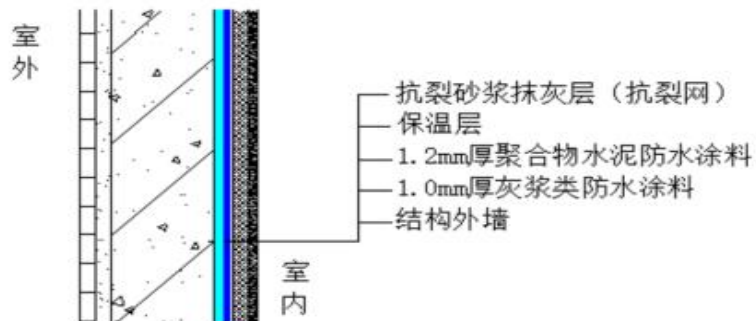 室外
抗裂砂浆抹灰层（抗裂网）
保温层
1.2mm厚聚合物水泥防水涂料
1.0mm厚灰浆类防水涂料
结构外墙
室内